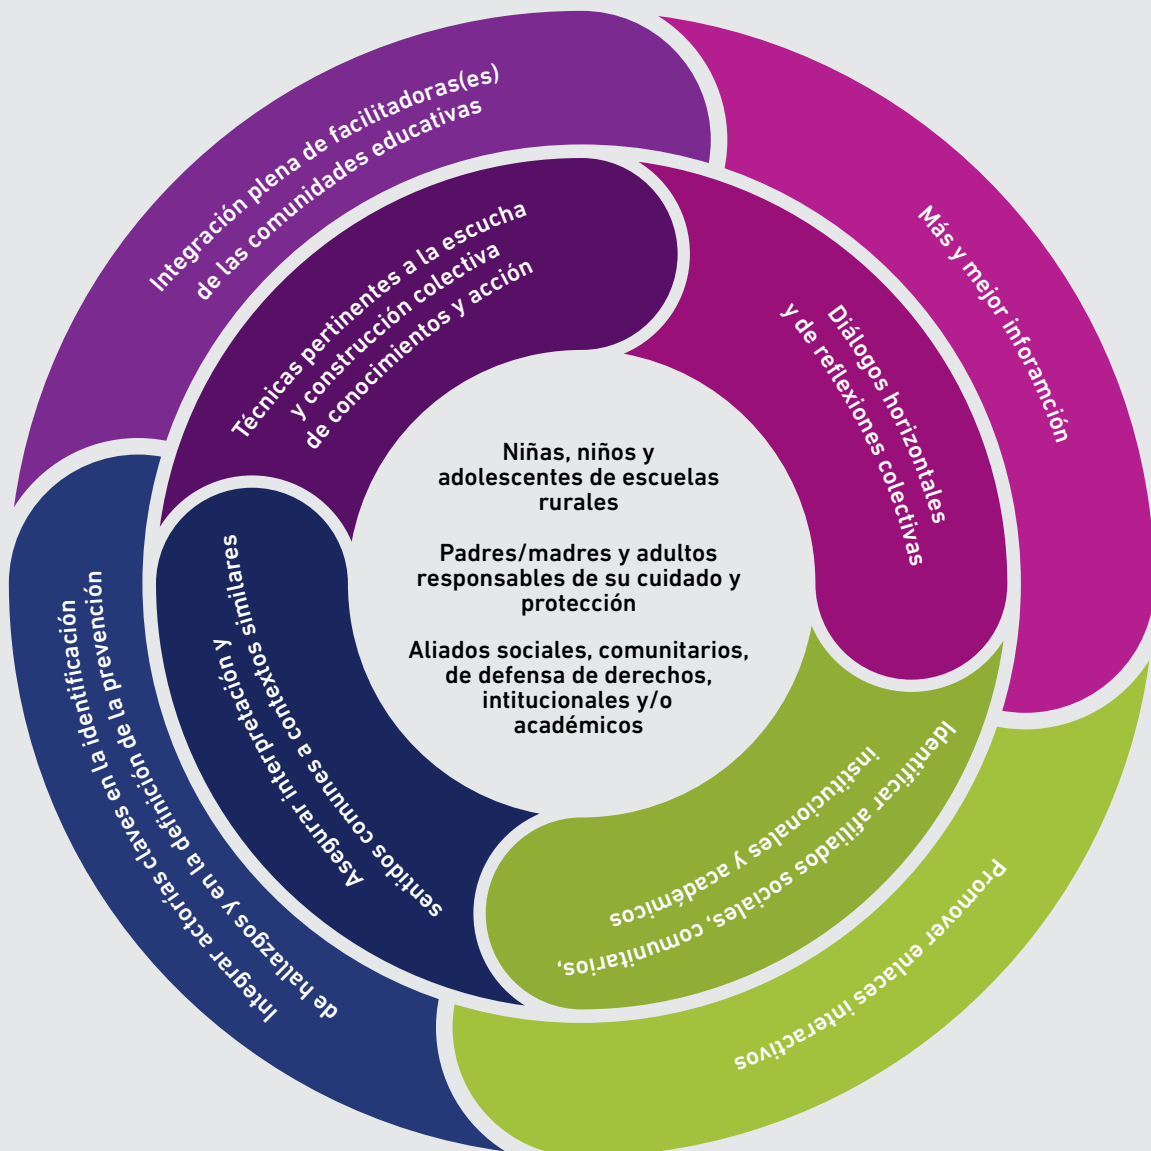 Integración plena de facilitadoras(es)
de las comunidades educativas
Más y mejor inforamción
Promover enlaces interactivos
Integrar actorías claves en la identificación
de hallazgos y en la definición de la prevención
Técnicas pertinentes a la escucha
y construcción colectiva
de conocimientos y acción
Diálogos horizontales
y de reflexiones colectivas
Identificar afiliados sociales, comunitarios,
institucionales y académicos
Asegurar interpretación y
sentidos comunes a contextos similares
Niñas, niños y
adolescentes de escuelas
rurales
Padres/madres y adultos
responsables de su cuidado y
protección
Aliados sociales, comunitarios,
de defensa de derechos,
intitucionales y/o
académicos